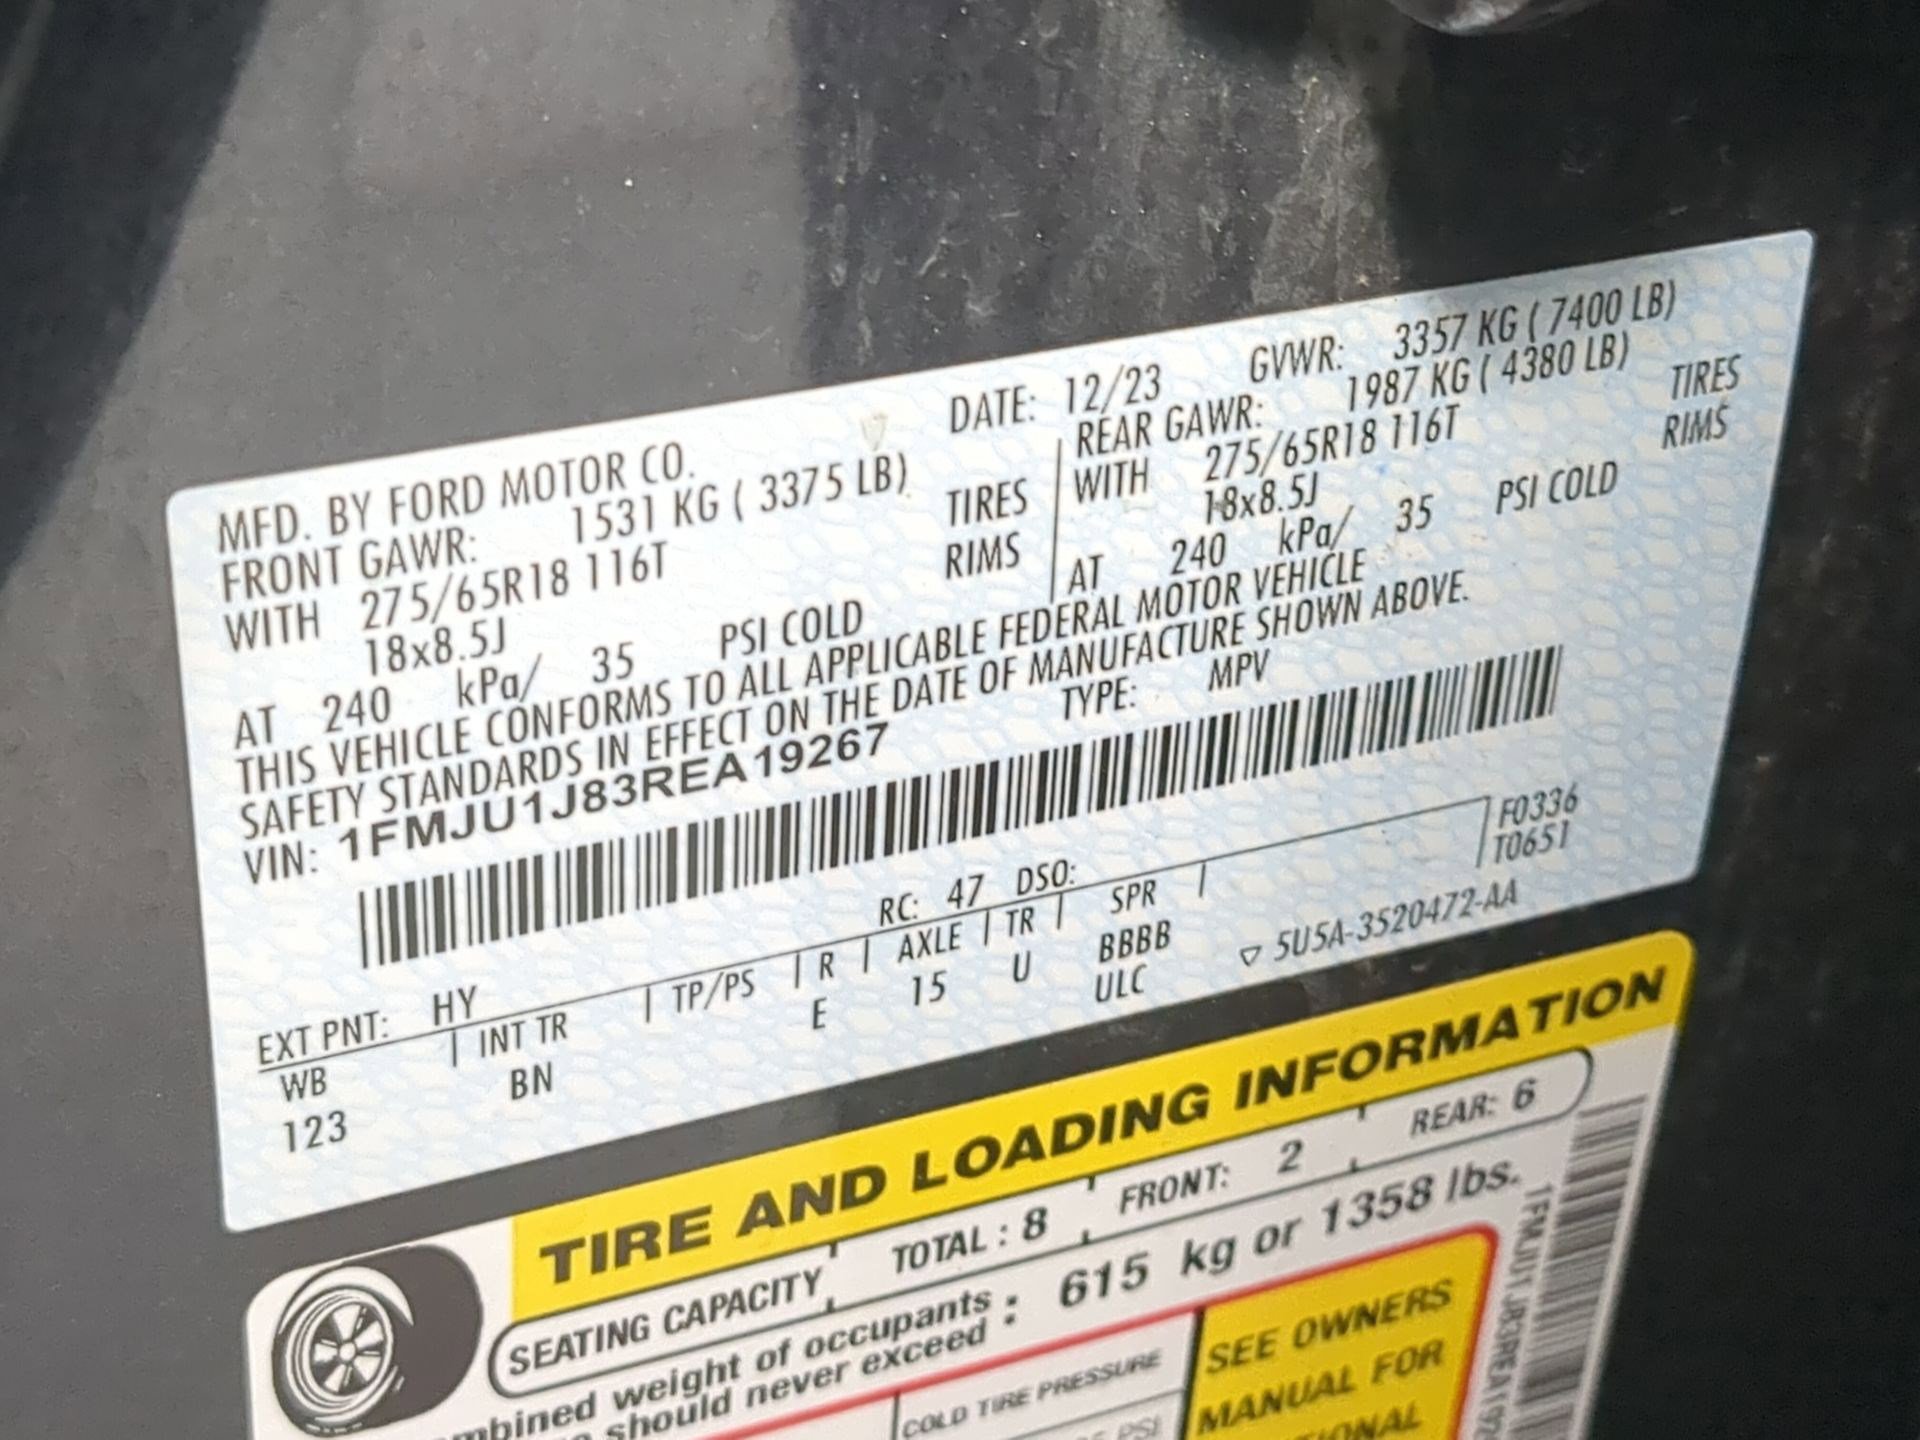 MFD. BY FORD MOTOR CO. DATE: 12/23 GVWR: 3357 KG ( 7400 LB)
FRONT GAWR: 1531 KG ( 3375 LB)
WITH 275/65R18 116T TIRES
18x8.5J RIMS
AT 240 kPa/ 35 PSI COLD
REAR GAWR: 1987 KG ( 4380 LB)
WITH 275/65R18 116T TIRES
18x8.5J RIMS
AT 240 kPa/ 35 PSI COLD
THIS VEHICLE CONFORMS TO ALL APPLICABLE FEDERAL MOTOR VEHICLE
SAFETY STANDARDS IN EFFECT ON THE DATE OF MANUFACTURE SHOWN ABOVE.
VIN: 1FMJU1J83REA19267 TYPE: MPV
F0336
T0651
EXT PNT: HY RC: 47 DSO:
WB INT TR TP/PS R AXLE TR SPR
123 BN E 15 U BBBB
ULC
5U5A-3520472-AA
TIRE AND LOADING INFORMATION
SEATING CAPACITY TOTAL : 8 FRONT: 2 REAR: 6
weight of occupants
should never exceed : 615 kg or 1358 lbs.
COLD TIRE PRESSURE
PSI
SEE OWNERS
MANUAL FOR